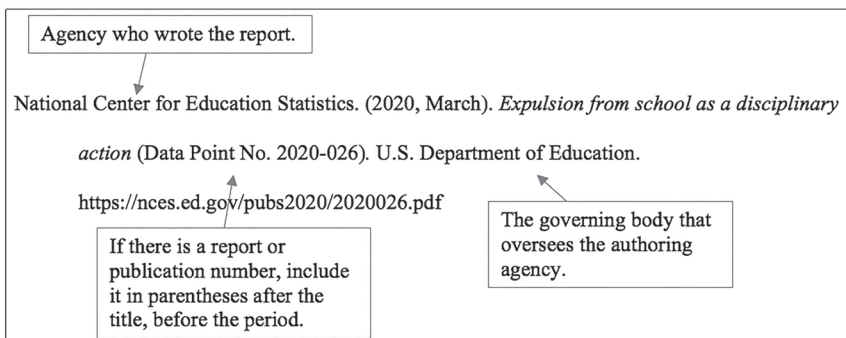 Agency who wrote the report.
National Center for Education Statistics. (2020, March). Expulsion from school as a disciplinary
action (Data Point No. 2020-026). U.S. Department of Education.
https://nces.ed.gov/pubs2020/2020026.pdf
If there is a report or
publication number, include
it in parentheses after the
title, before the period.
The governing body that
oversees the authoring
agency.